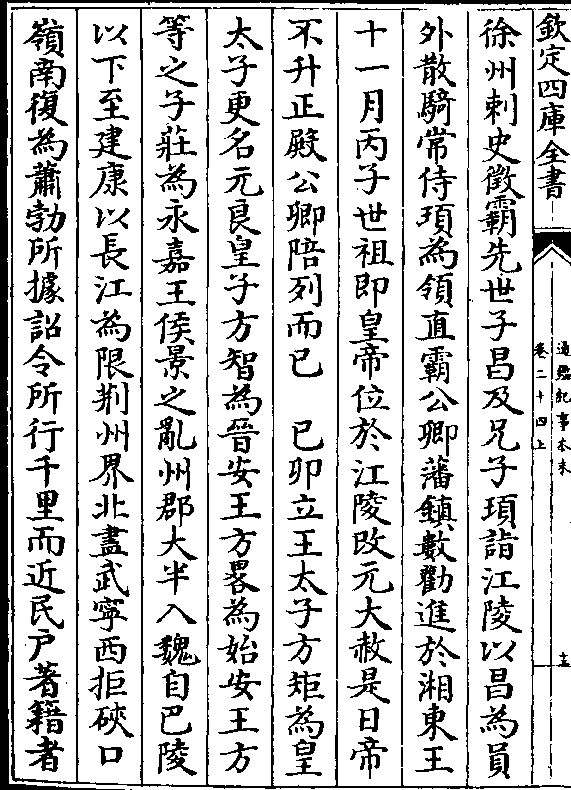 欽定四庫全書
通鑑紀事本末
卷二十四上
十五
徐州刺史徵霸先世子昌及兄子頊詣江陵以昌為員
外散騎常侍頊為領直霸公卿藩鎮數勸進於湘東王
十一月丙子世祖即皇帝位於江陵改元大赦是日帝
不升正殿公卿陪列而已 己卯立王太子方矩為皇
太子更名元良皇子方智為晉安王方畧為始安王方
等之子莊為永嘉王侯景之亂州郡大半入魏自巴陵
以下至建康以長江為限荆州界北盡武寧西拒硤口
嶺南復為蕭勃所據詔令所行千里而近民户著籍者